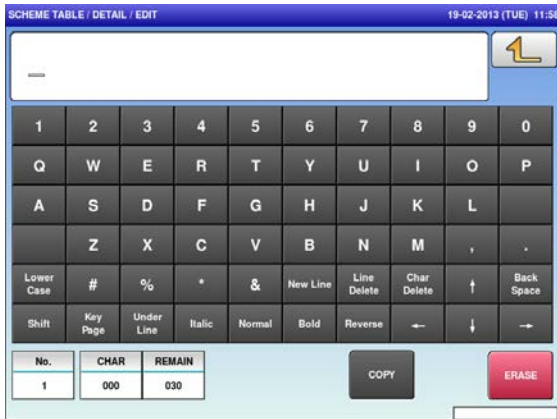 SCHEME TABLE / DETAIL / EDIT 19-02-2013 (TUE) 11:58
1 2 3 4 5 6 7 8 9 0
Q W E R T Y U I O P
A S D F G H J K L
Z X C V B N M , .
Lower Case # % * & New Line Line Delete Char Delete ↑ Back Space
Shift Key Page Under Line Italic Normal Bold Reverse ← ↓ →
No. CHAR REMAIN COPY ERASE
1 000 030